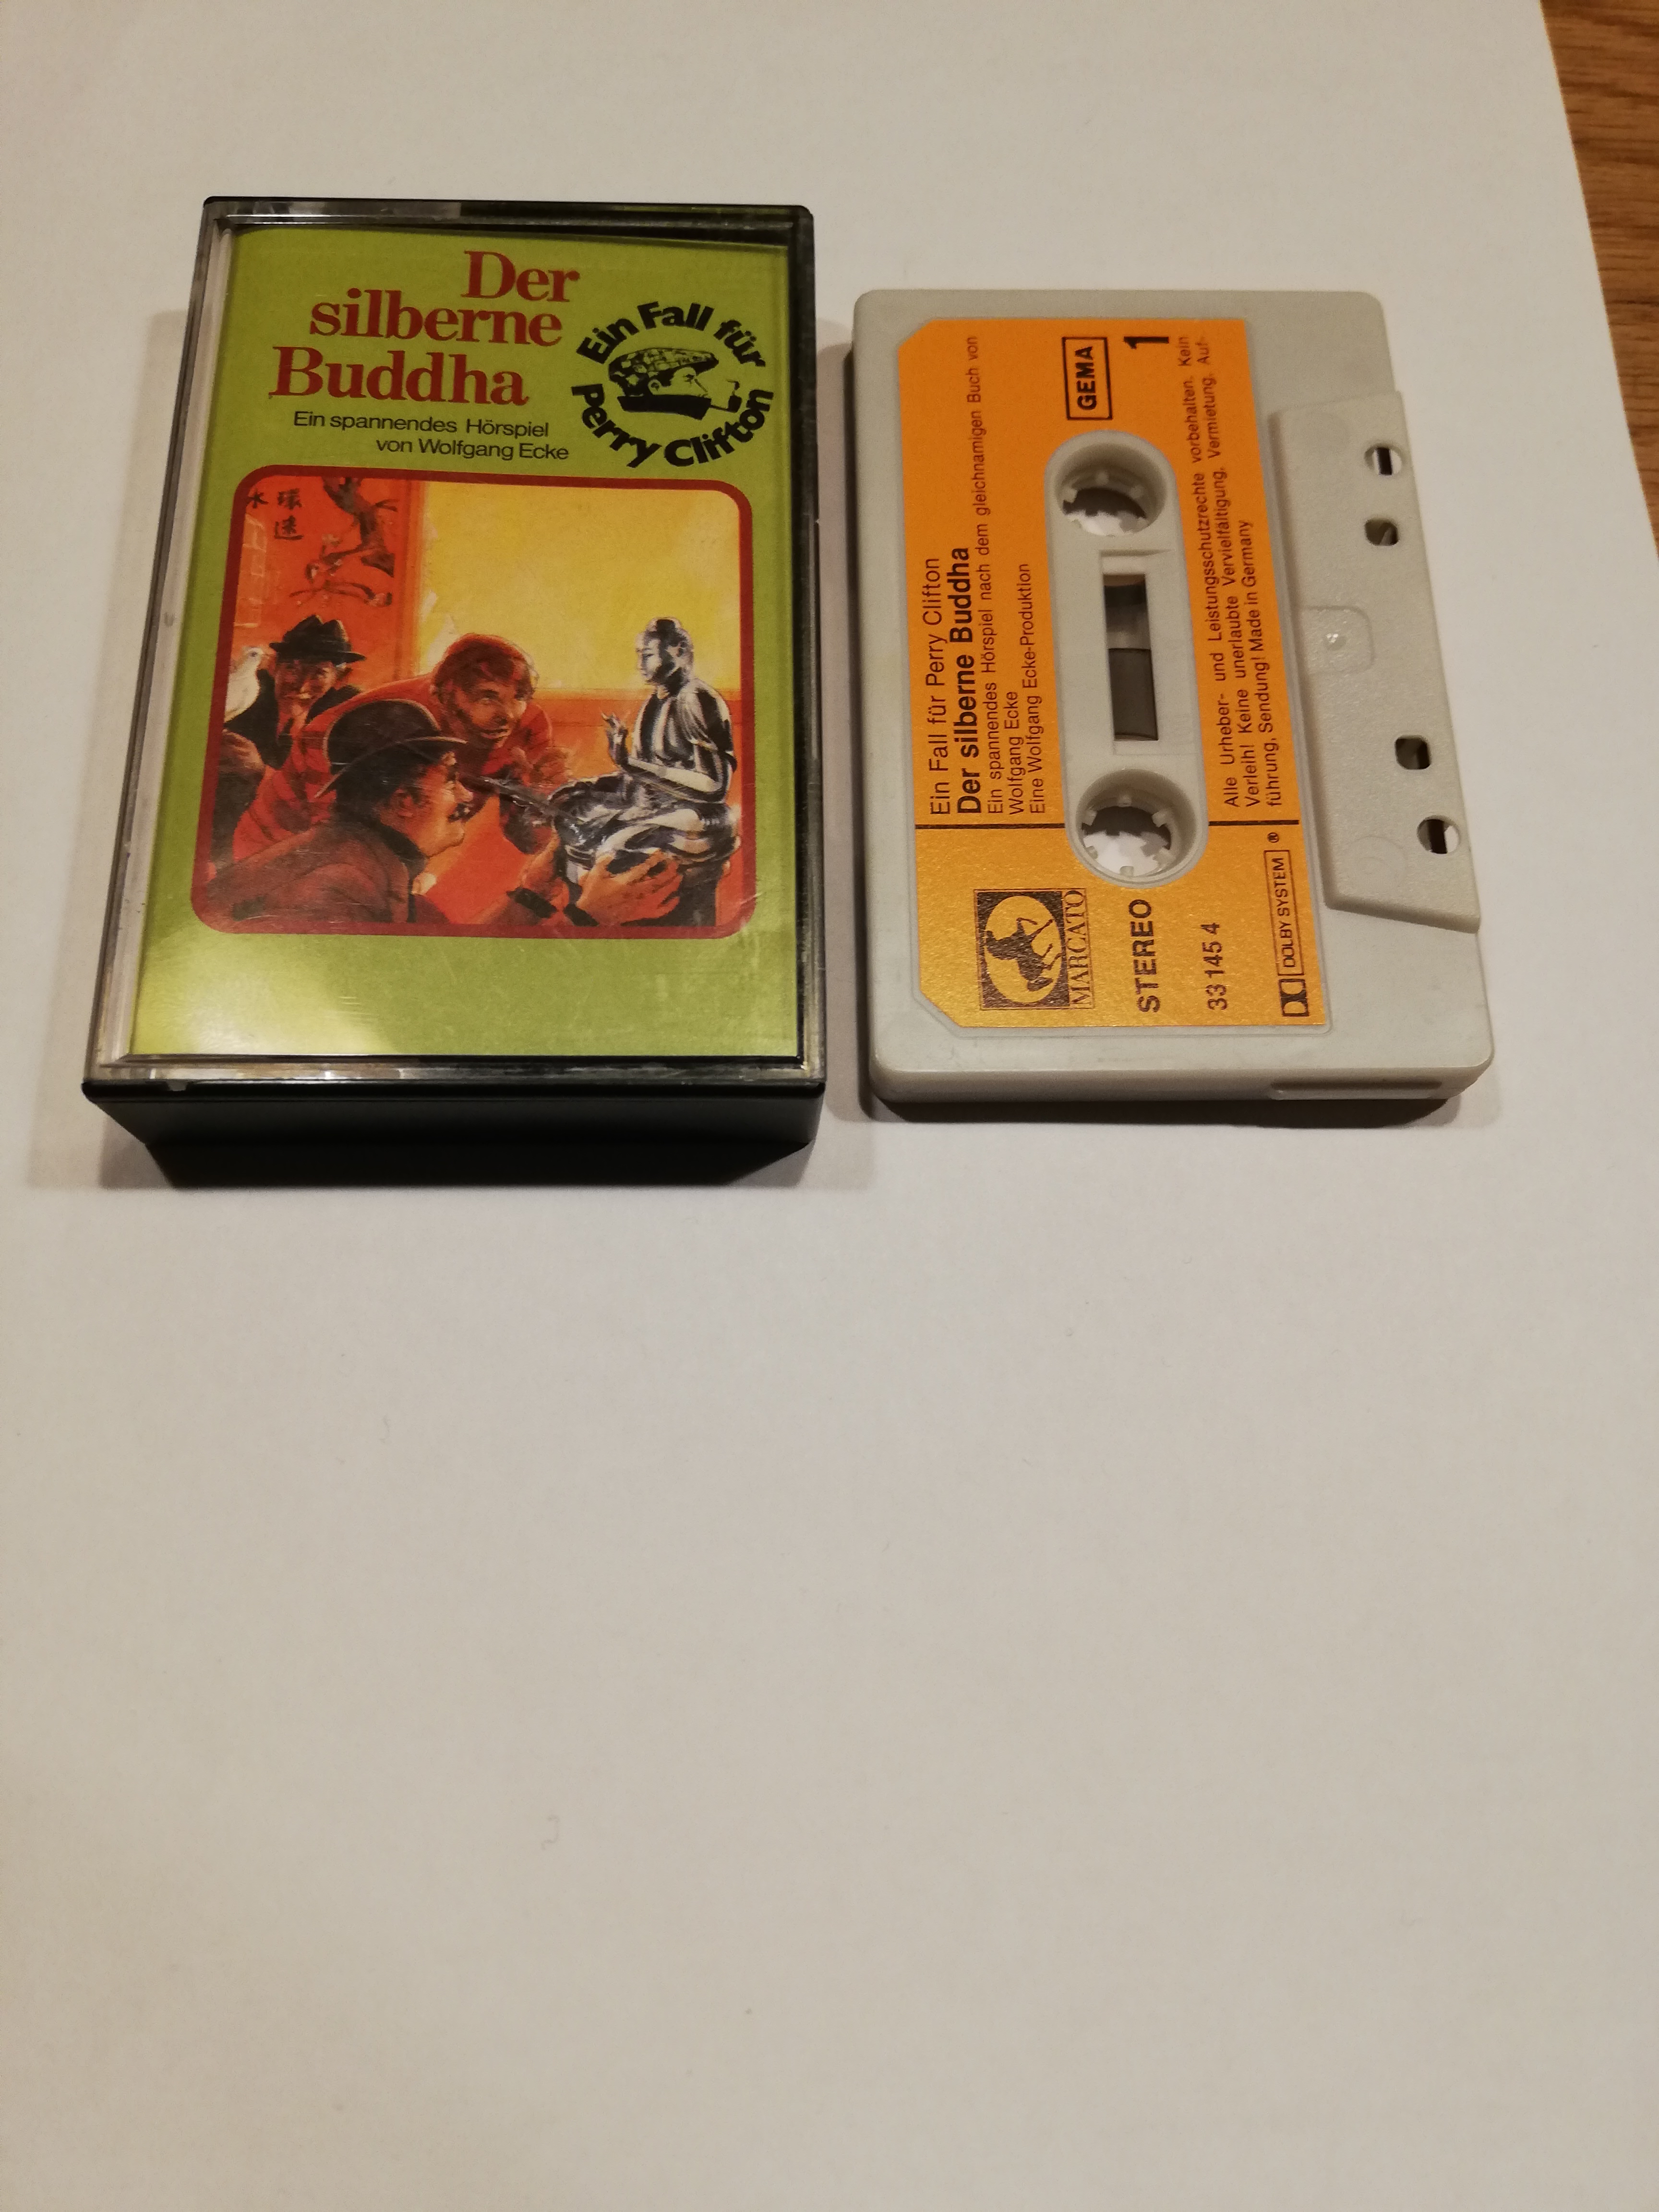 Der
silberne
Buddha
Ein spannendes Hörspiel
von Wolfgang Ecke
Ein Fall für
Perry Clifton
Ein Fall für Perry Clifton
Der silberne Buddha
Ein spannendes Hörspiel nach dem gleichnamigen Buch von
Wolfgang Ecke
Eine Wolfgang Ecke-Produktion
GEMA
1
MARCATO
STEREO
33 145 4
Alle Urheber- und Leistungsschutzrechte vorbehalten. Kein
Verleih! Keine unerlaubte Vervielfältigung, Vermietung, Auf-
führung, Sendung! Made in Germany
DOLBY SYSTEM ®